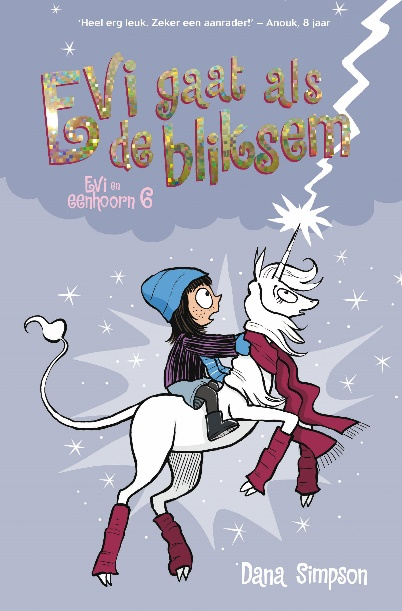 'Heel erg leuk. Zeker een aanrader!' – Anouk, 8 jaar
Evi gaat als
de bliksem
Evi en
eenhoorn 6
Dana Simpson